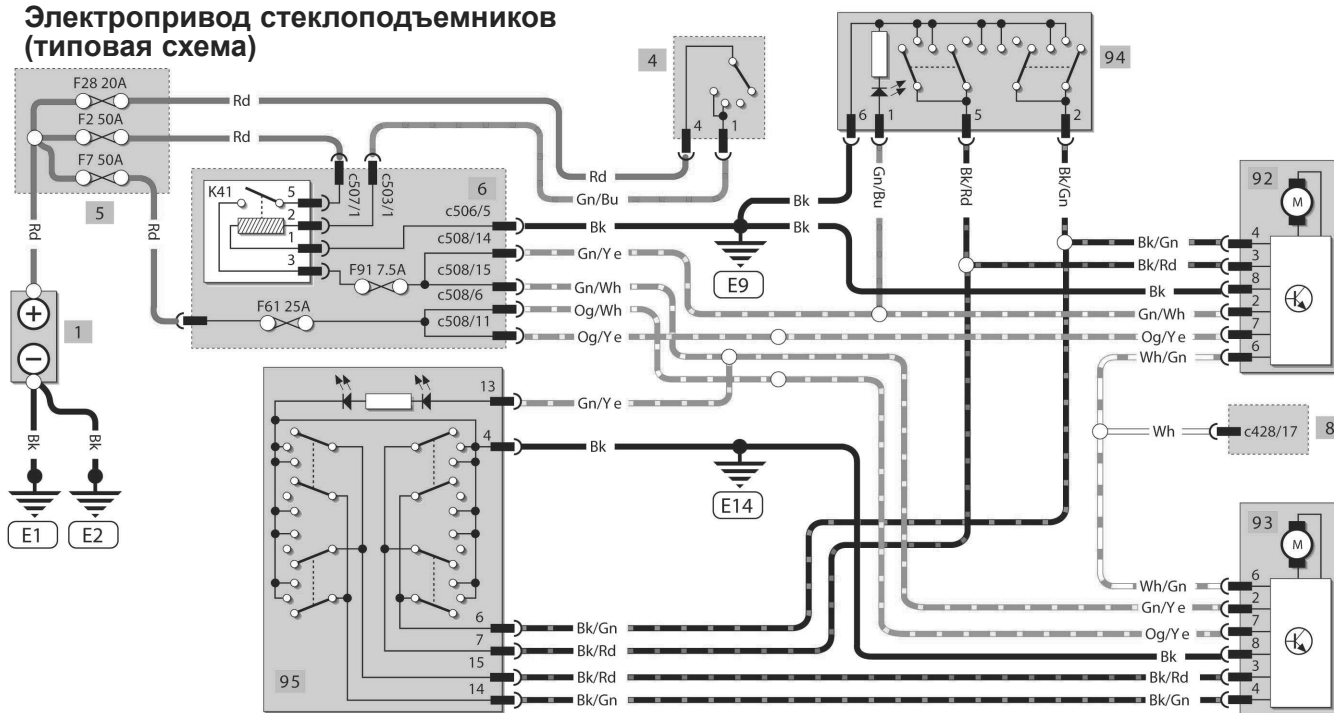 Электропривод стеклоподъемников
(типовая схема)
F28 20A
F2 50A
F7 50A
5
Rd
Rd
Rd
Rd
1
+
−
Bk
Bk
E1
E2
K41
5
2
1
3
c507/1
c503/1
6
c506/5
c508/14
c508/15
c508/6
c508/11
F91 7.5A
F61 25A
4
4
1
Rd
Gn/Bu
Bk
Bk
Bk
Gn/Ye
Gn/Wh
Og/Wh
Og/Ye
E9
94
6
1
5
2
Gn/Bu
Bk/Rd
Bk/Gn
92
M
4
3
8
2
7
6
Bk/Gn
Bk/Rd
Bk
Gn/Wh
Og/Ye
Wh/Gn
Wh
c428/17
8
95
13
4
6
7
15
14
Gn/Ye
Bk
E14
Bk/Gn
Bk/Rd
Bk/Rd
Bk/Gn
93
M
6
2
7
8
3
4
Wh/Gn
Gn/Ye
Og/Ye
Bk
Bk/Rd
Bk/Gn